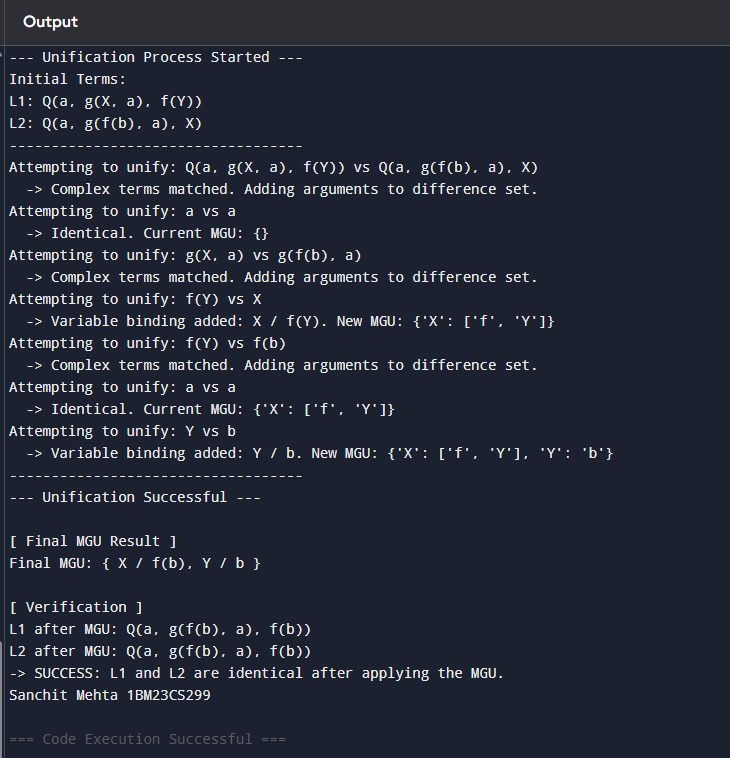 Output
--- Unification Process Started ---
Initial Terms:
L1: Q(a, g(X, a), f(Y))
L2: Q(a, g(f(b), a), X)
-----------------------------------
Attempting to unify: Q(a, g(X, a), f(Y)) vs Q(a, g(f(b), a), X)
-> Complex terms matched. Adding arguments to difference set.
Attempting to unify: a vs a
-> Identical. Current MGU: {}
Attempting to unify: g(X, a) vs g(f(b), a)
-> Complex terms matched. Adding arguments to difference set.
Attempting to unify: f(Y) vs X
-> Variable binding added: X / f(Y). New MGU: {'X': ['f', 'Y']}
Attempting to unify: f(Y) vs f(b)
-> Complex terms matched. Adding arguments to difference set.
Attempting to unify: a vs a
-> Identical. Current MGU: {'X': ['f', 'Y']}
Attempting to unify: Y vs b
-> Variable binding added: Y / b. New MGU: {'X': ['f', 'Y'], 'Y': 'b'}
-----------------------------------
--- Unification Successful ---
[ Final MGU Result ]
Final MGU: { X / f(b), Y / b }
[ Verification ]
L1 after MGU: Q(a, g(f(b), a), f(b))
L2 after MGU: Q(a, g(f(b), a), f(b))
-> SUCCESS: L1 and L2 are identical after applying the MGU.
Sanchit Mehta 1BM23CS299
=== Code Execution Successful ===